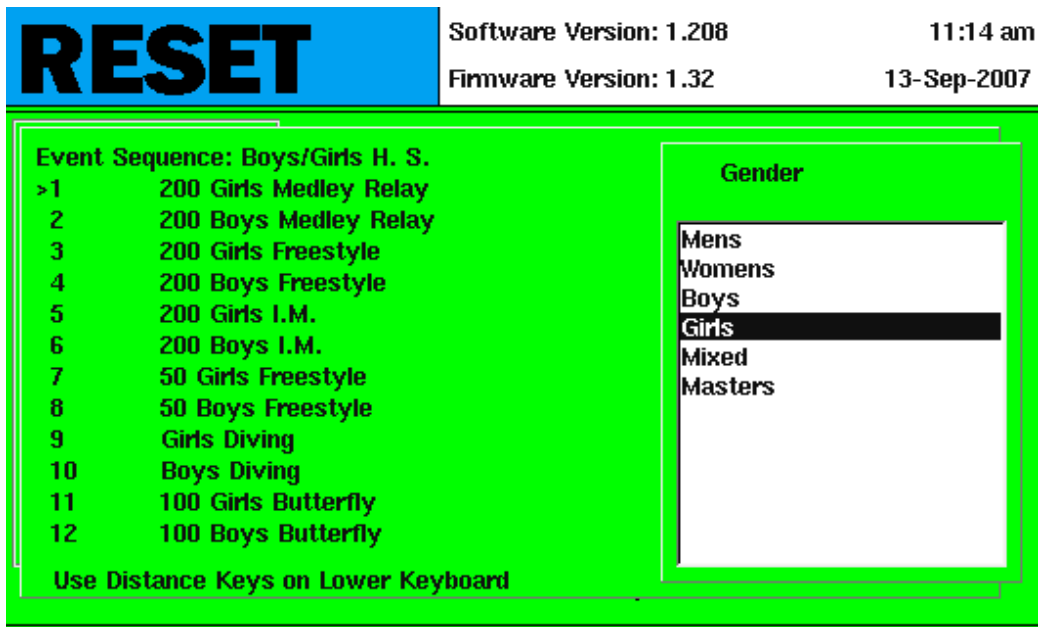 RESET
Software Version: 1.208
11:14 am
Firmware Version: 1.32
13-Sep-2007
Event Sequence: Boys/Girls H. S.
>1 200 Girls Medley Relay
2 200 Boys Medley Relay
3 200 Girls Freestyle
4 200 Boys Freestyle
5 200 Girls I.M.
6 200 Boys I.M.
7 50 Girls Freestyle
8 50 Boys Freestyle
9 Girls Diving
10 Boys Diving
11 100 Girls Butterfly
12 100 Boys Butterfly
Use Distance Keys on Lower Keyboard
Gender
Mens
Womens
Boys
Girls
Mixed
Masters